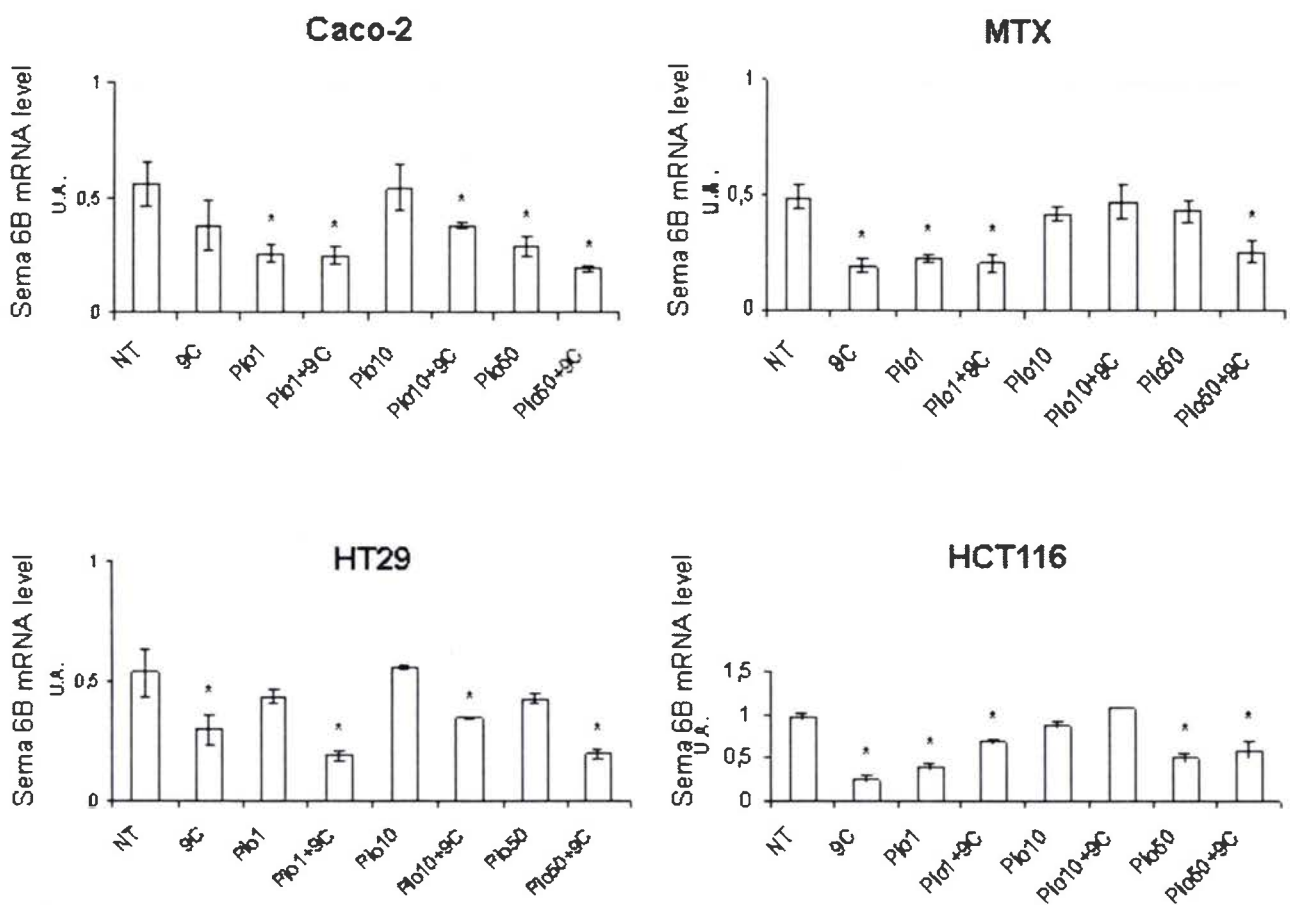 Caco-2
Sema 6B mRNA level
U.A.
1
0,5
0
*
*
*
*
*
NT
9C
Pio1
Pio1+9C
Pio10
Pio10+9C
Pio50
Pio50+9C
MTX
Sema 6B mRNA level
U.A.
1
0,5
0
*
*
*
*
NT
9C
Pio1
Pio1+9C
Pio10
Pio10+9C
Pio50
Pio50+9C
HT29
Sema 6B mRNA level
U.A.
1
0,5
0
*
*
*
*
NT
9C
Pio1
Pio1+9C
Pio10
Pio10+9C
Pio50
Pio50+9C
HCT116
Sema 6B mRNA level
U.A.
1,5
1
0,5
0
*
*
*
*
*
NT
9C
Pio1
Pio1+9C
Pio10
Pio10+9C
Pio50
Pio50+9C